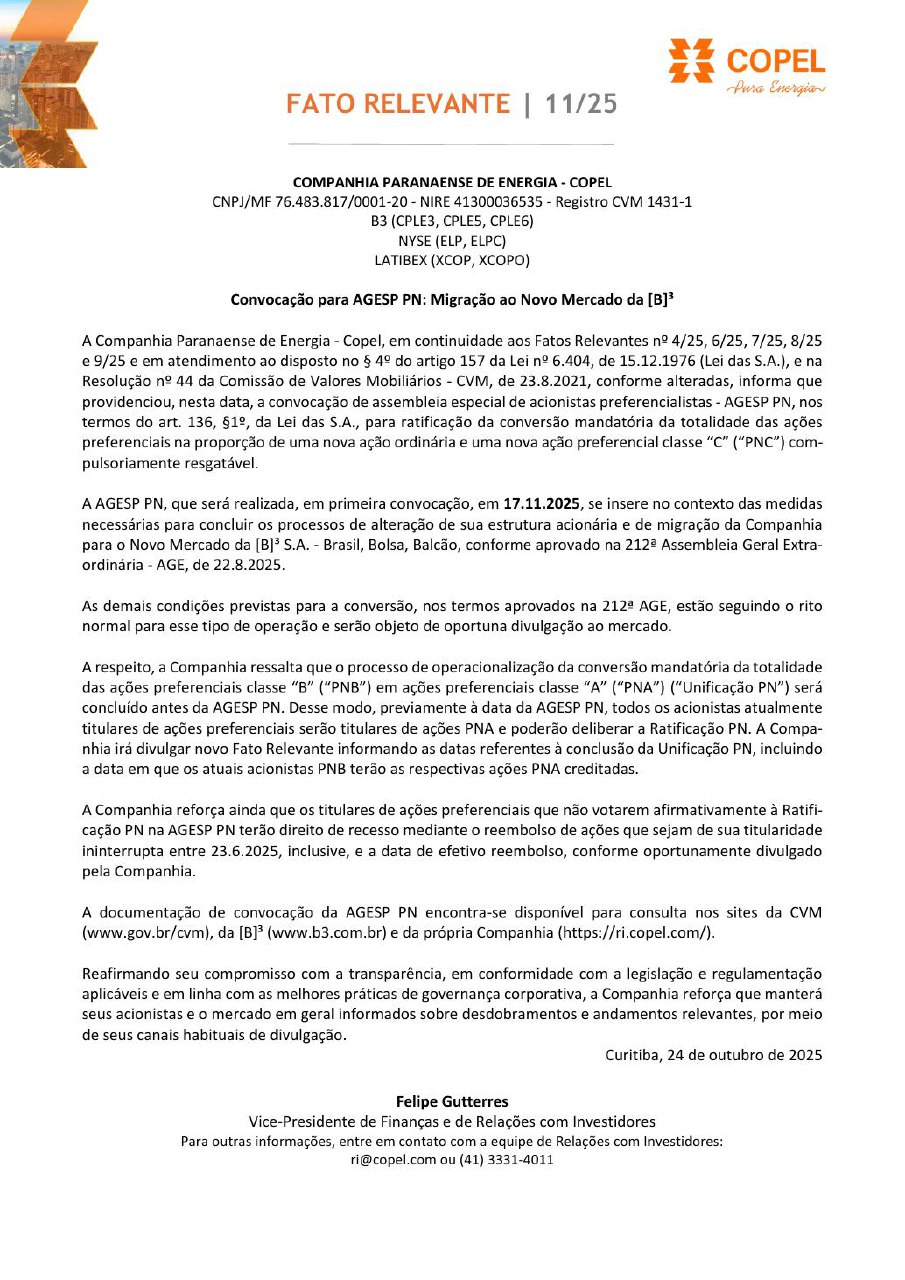 COPEL
Pura Energia
FATO RELEVANTE | 11/25
COMPANHIA PARANAENSE DE ENERGIA - COPEL
CNPJ/MF 76.483.817/0001-20 - NIRE 41300036535 - Registro CVM 1431-1
B3 (CPLE3, CPLE5, CPLE6)
NYSE (ELP, ELPC)
LATIBEX (XCOP, XCOPO)
Convocação para AGESP PN: Migração ao Novo Mercado da [B]³
A Companhia Paranaense de Energia - Copel, em continuidade aos Fatos Relevantes nº 4/25, 6/25, 7/25, 8/25
e 9/25 e em atendimento ao disposto no § 4º do artigo 157 da Lei nº 6.404, de 15.12.1976 (Lei das S.A.), e na
Resolução nº 44 da Comissão de Valores Mobiliários - CVM, de 23.8.2021, conforme alteradas, informa que
providenciou, nesta data, a convocação de assembleia especial de acionistas preferencialistas - AGESP PN, nos
termos do art. 136, §1º, da Lei das S.A., para ratificação da conversão mandatória da totalidade das ações
preferenciais na proporção de uma nova ação ordinária e uma nova ação preferencial classe “C” (“PNC”) com-
pulsoriamente resgatável.
A AGESP PN, que será realizada, em primeira convocação, em 17.11.2025, se insere no contexto das medidas
necessárias para concluir os processos de alteração de sua estrutura acionária e de migração da Companhia
para o Novo Mercado da [B]³ S.A. - Brasil, Bolsa, Balcão, conforme aprovado na 212ª Assembleia Geral Extra-
ordinária - AGE, de 22.8.2025.
As demais condições previstas para a conversão, nos termos aprovados na 212ª AGE, estão seguindo o rito
normal para esse tipo de operação e serão objeto de oportuna divulgação ao mercado.
A respeito, a Companhia ressalta que o processo de operacionalização da conversão mandatória da totalidade
das ações preferenciais classe “B” (“PNB”) em ações preferenciais classe “A” (“PNA”) (“Unificação PN”) será
concluído antes da AGESP PN. Desse modo, previamente à data da AGESP PN, todos os acionistas atualmente
titulares de ações preferenciais serão titulares de ações PNA e poderão deliberar a Ratificação PN. A Compa-
nhia irá divulgar novo Fato Relevante informando as datas referentes à conclusão da Unificação PN, incluindo
a data em que os atuais acionistas PNB terão as respectivas ações PNA creditadas.
A Companhia reforça ainda que os titulares de ações preferenciais que não votarem afirmativamente à Ratifi-
cação PN na AGESP PN terão direito de recesso mediante o reembolso de ações que sejam de sua titularidade
ininterrupta entre 23.6.2025, inclusive, e a data de efetivo reembolso, conforme oportunamente divulgado
pela Companhia.
A documentação de convocação da AGESP PN encontra-se disponível para consulta nos sites da CVM
(www.gov.br/cvm), da [B]³ (www.b3.com.br) e da própria Companhia (https://ri.copel.com/).
Reafirmando seu compromisso com a transparência, em conformidade com a legislação e regulamentação
aplicáveis e em linha com as melhores práticas de governança corporativa, a Companhia reforça que manterá
seus acionistas e o mercado em geral informados sobre desdobramentos e andamentos relevantes, por meio
de seus canais habituais de divulgação.
Curitiba, 24 de outubro de 2025
Felipe Gutterres
Vice-Presidente de Finanças e de Relações com Investidores
Para outras informações, entre em contato com a equipe de Relações com Investidores:
ri@copel.com ou (41) 3331-4011